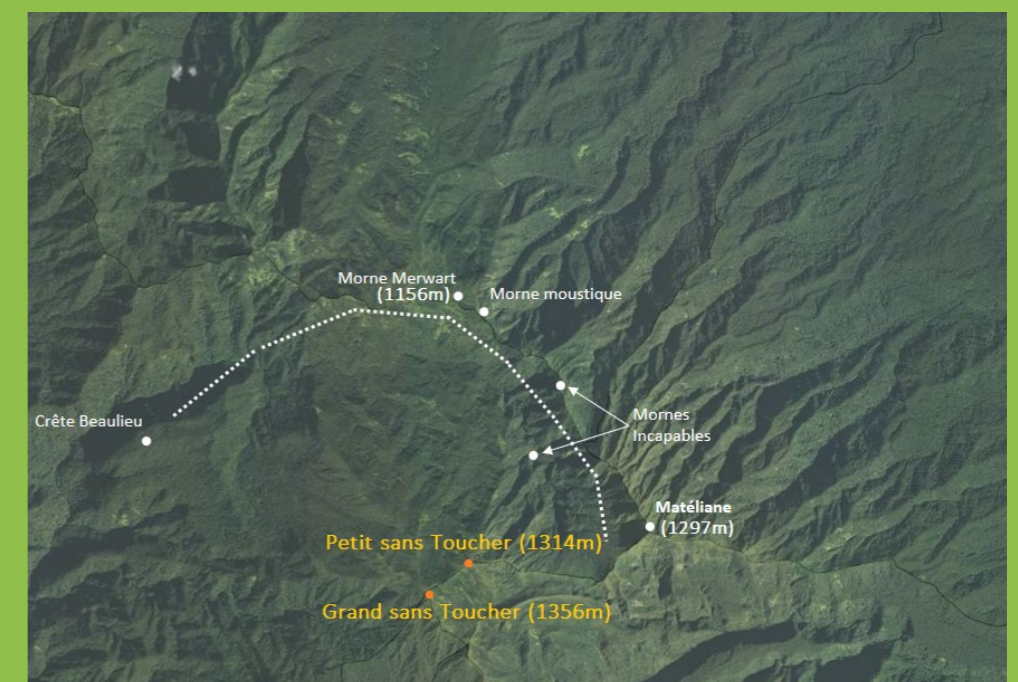 Morne Merwart
(1156m)
Morne moustique
Crête Beaulieu
Mornes
Incapables
Matéliane
(1297m)
Petit sans Toucher (1314m)
Grand sans Toucher (1356m)